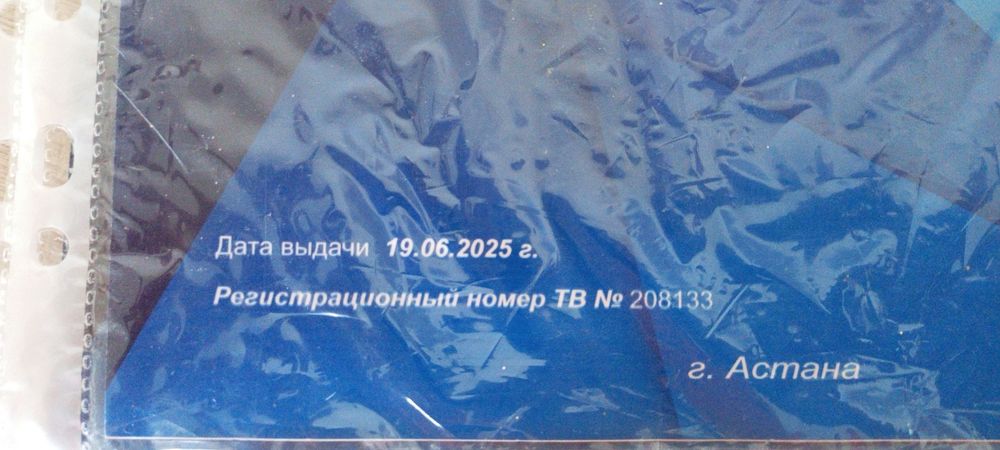 Дата выдачи 19.06.2025 г.
Регистрационный номер ТВ № 208133
г. Астана